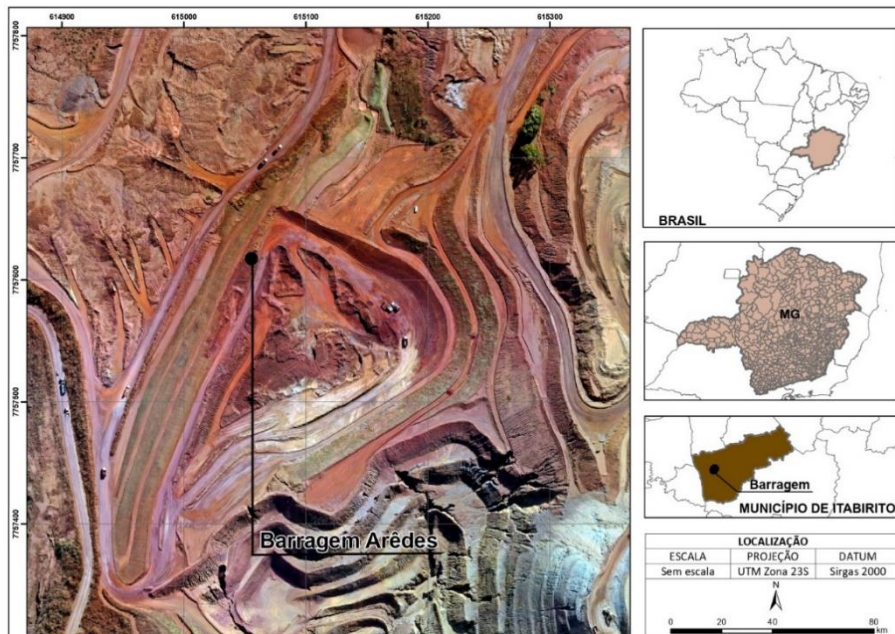 614900 615000 615100 615200 615300
7757800
7757700
7757600
7757500
7757400
Barragem Arêdes
BRASIL
MG
Barragem
MUNICÍPIO DE ITABIRITO
LOCALIZAÇÃO
ESCALA PROJEÇÃO DATUM
Sem escala UTM Zona 23S Sirgas 2000
N
0 20 40 80
km